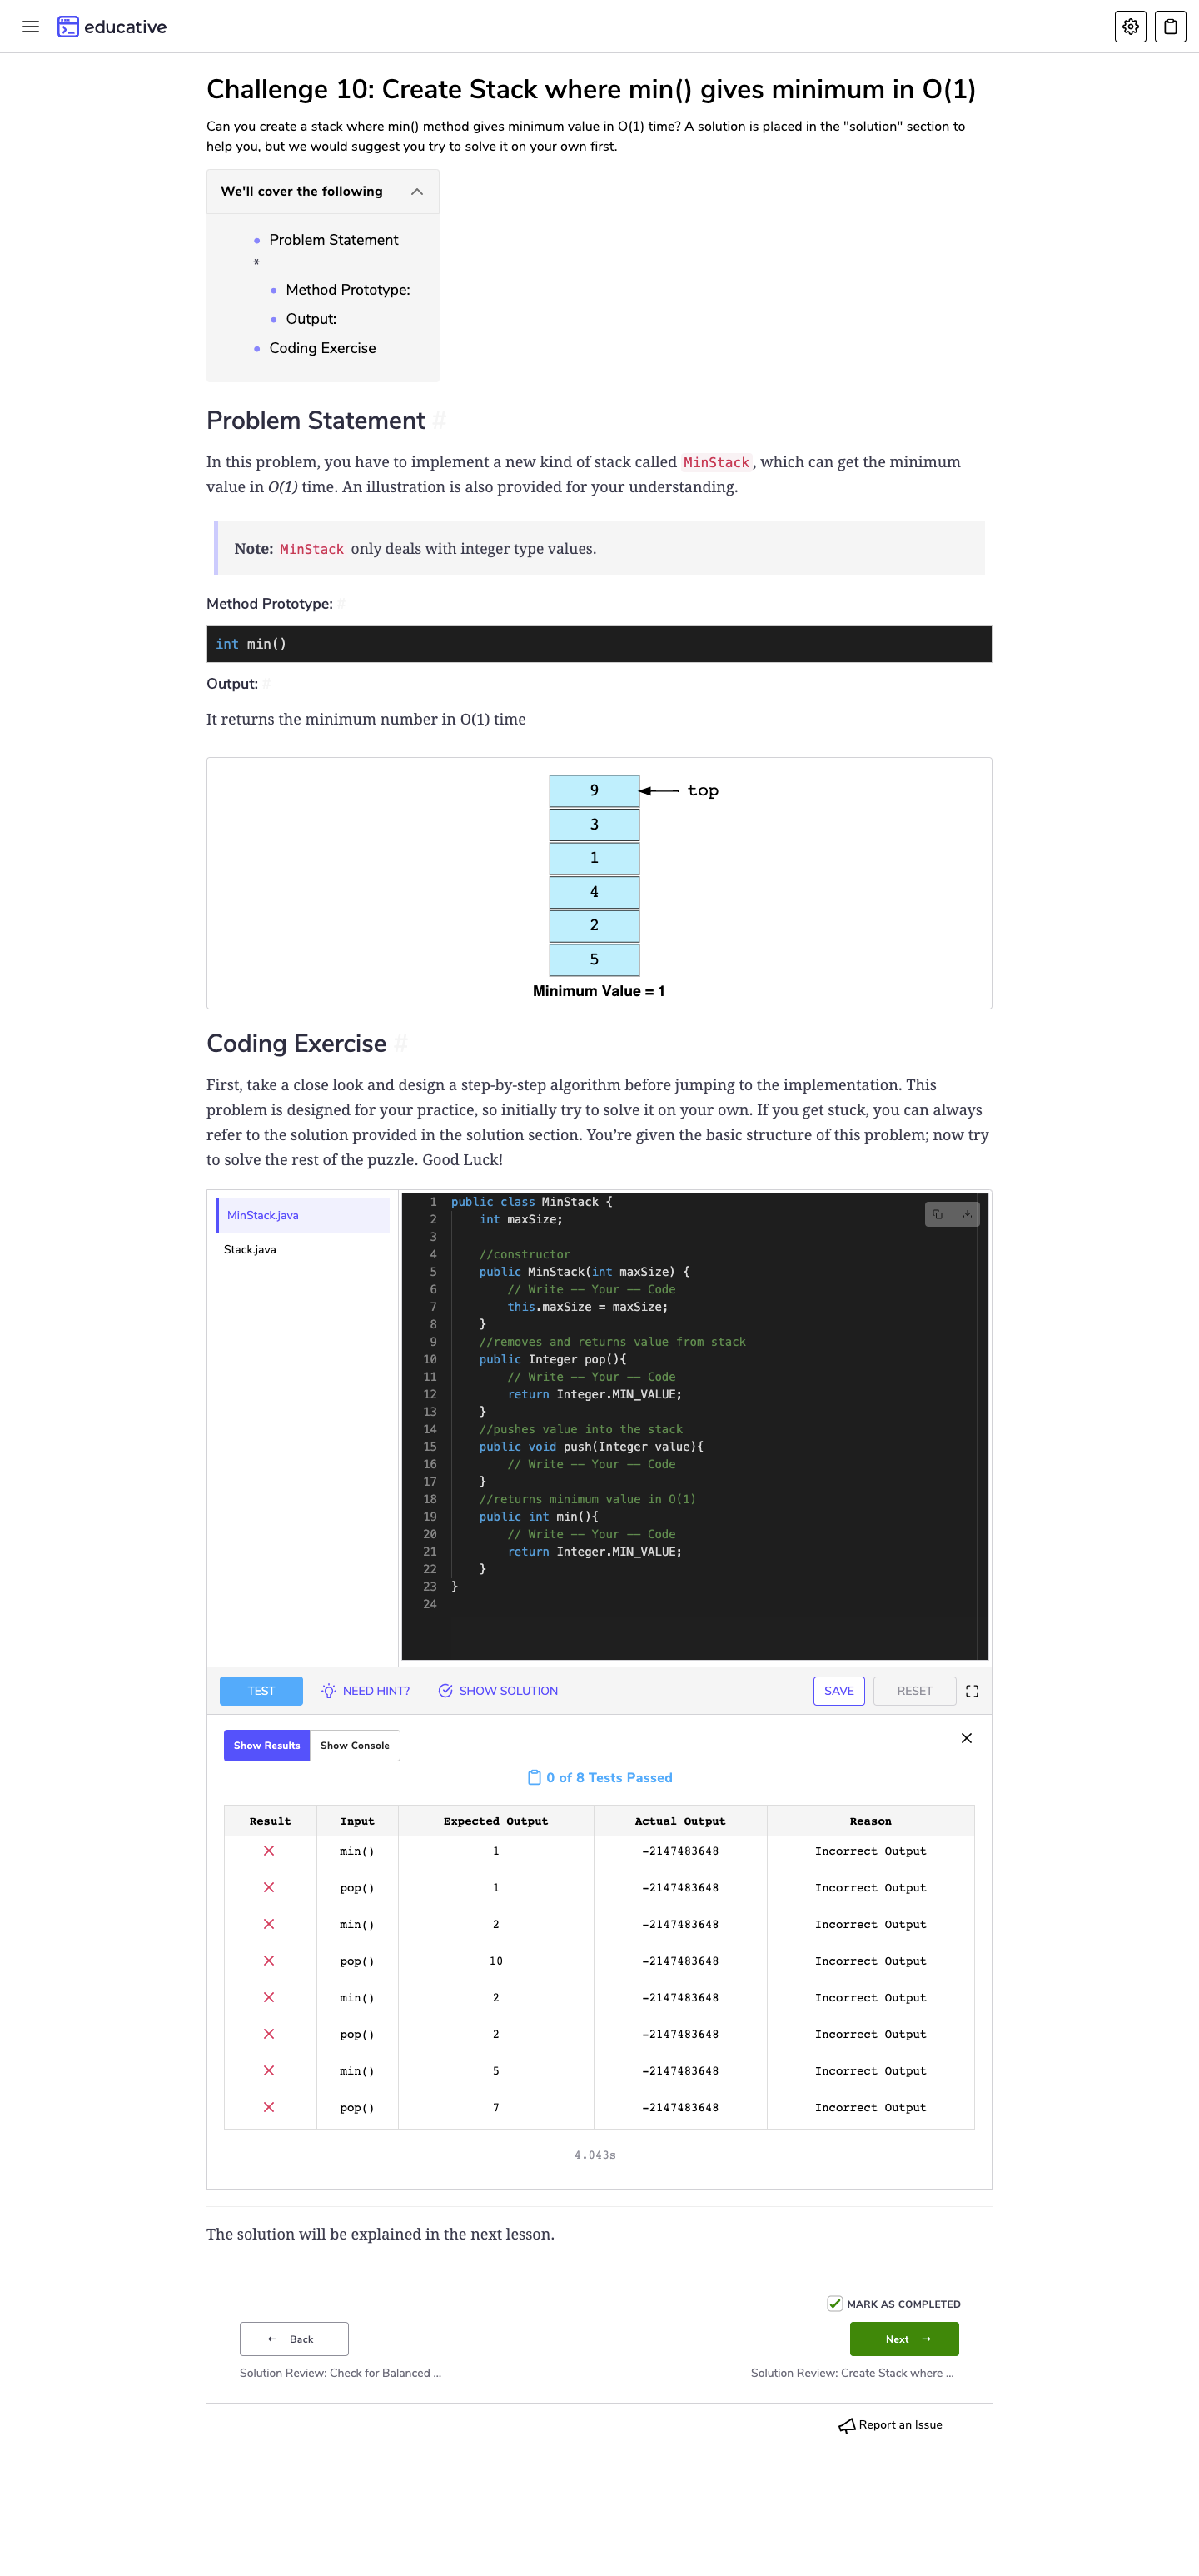 educative
Challenge 10: Create Stack where min() gives minimum in O(1)
Can you create a stack where min() method gives minimum value in O(1) time? A solution is placed in the "solution" section to
help you, but we would suggest you try to solve it on your own first.
We'll cover the following
Problem Statement
*
Method Prototype:
Output:
Coding Exercise
Problem Statement #
In this problem, you have to implement a new kind of stack called MinStack, which can get the minimum
value in O(1) time. An illustration is also provided for your understanding.
Note: MinStack only deals with integer type values.
Method Prototype: #
int min()
Output: #
It returns the minimum number in O(1) time
9 top
3
1
4
2
5
Minimum Value = 1
Coding Exercise #
First, take a close look and design a step-by-step algorithm before jumping to the implementation. This
problem is designed for your practice, so initially try to solve it on your own. If you get stuck, you can always
refer to the solution provided in the solution section. You’re given the basic structure of this problem; now try
to solve the rest of the puzzle. Good Luck!
MinStack.java
Stack.java
1 public class MinStack {
2 int maxSize;
3
4 //constructor
5 public MinStack(int maxSize) {
6 // Write -- Your -- Code
7 this.maxSize = maxSize;
8 }
9 //removes and returns value from stack
10 public Integer pop(){
11 // Write -- Your -- Code
12 return Integer.MIN_VALUE;
13 }
14 //pushes value into the stack
15 public void push(Integer value){
16 // Write -- Your -- Code
17 }
18 //returns minimum value in O(1)
19 public int min(){
20 // Write -- Your -- Code
21 return Integer.MIN_VALUE;
22 }
23 }
24
TEST NEED HINT? SHOW SOLUTION SAVE RESET
Show Results Show Console
0 of 8 Tests Passed
Result Input Expected Output Actual Output Reason
min() 1 -2147483648 Incorrect Output
pop() 1 -2147483648 Incorrect Output
min() 2 -2147483648 Incorrect Output
pop() 10 -2147483648 Incorrect Output
min() 2 -2147483648 Incorrect Output
pop() 2 -2147483648 Incorrect Output
min() 5 -2147483648 Incorrect Output
pop() 7 -2147483648 Incorrect Output
4.043s
The solution will be explained in the next lesson.
MARK AS COMPLETED
← Back Next →
Solution Review: Check for Balanced ... Solution Review: Create Stack where ...
Report an Issue